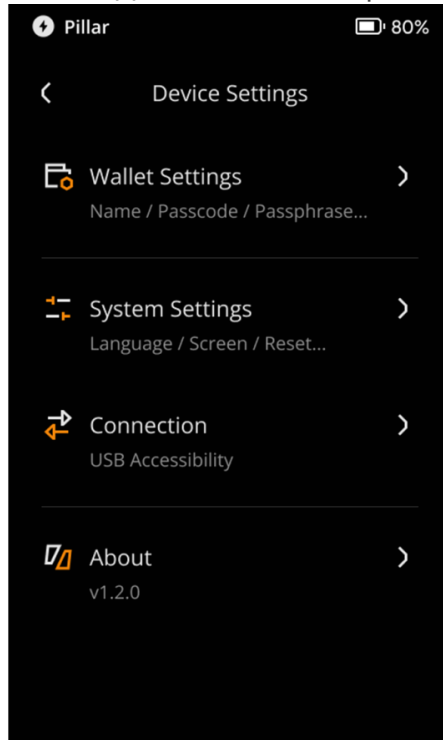 Pillar 80%
Device Settings
Wallet Settings
Name / Passcode / Passphrase...
System Settings
Language / Screen / Reset...
Connection
USB Accessibility
About
v1.2.0